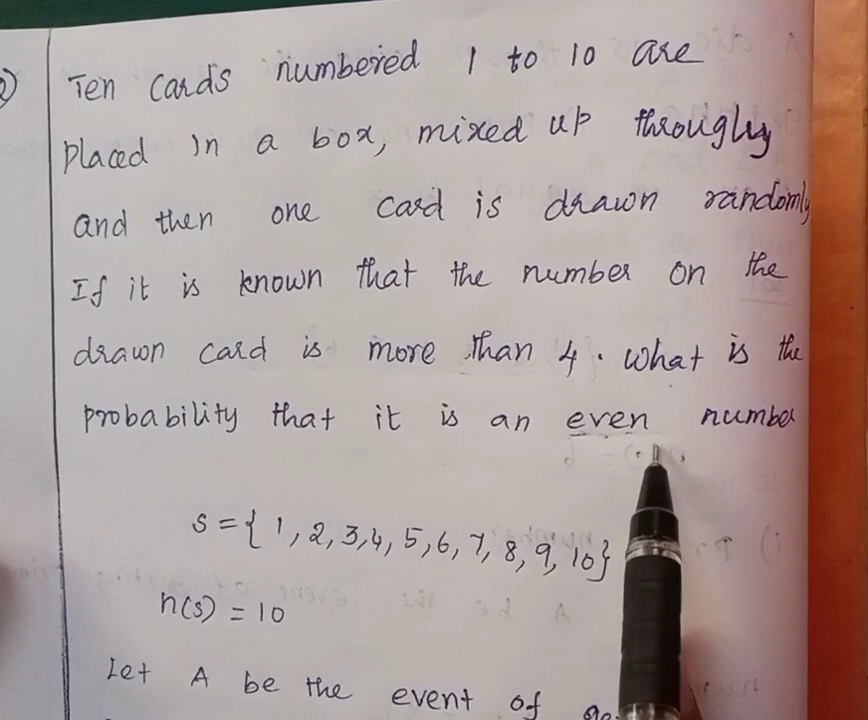 2)
Ten cards numbered 1 to 10 are
placed in a box, mixed up througly
and then one card is drawn randomly
If it is known that the number on the
drawn card is more than 4. what is the
probability that it is an even number
S = { 1, 2, 3, 4, 5, 6, 7, 8, 9, 10}
n(s) = 10
Let A be the event of